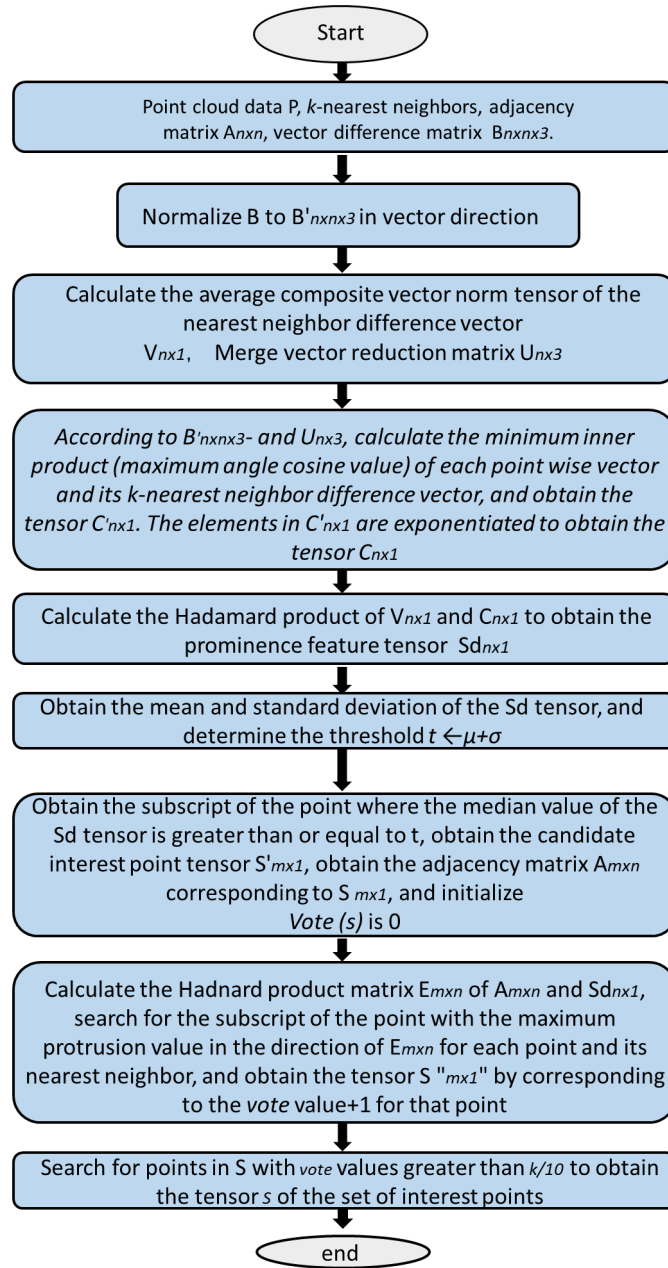 Start
Point cloud data P, k-nearest neighbors, adjacency
matrix Anxn, vector difference matrix Bnxnx3.
Normalize B to B'nxnx3 in vector direction
Calculate the average composite vector norm tensor of the
nearest neighbor difference vector
Vnx1, Merge vector reduction matrix Unx3
According to B'nxnx3- and Unx3, calculate the minimum inner
product (maximum angle cosine value) of each point wise vector
and its k-nearest neighbor difference vector, and obtain the
tensor C'nx1. The elements in C'nx1 are exponentiated to obtain the
tensor Cnx1
Calculate the Hadamard product of Vnx1 and Cnx1 to obtain the
prominence feature tensor Sdnx1
Obtain the mean and standard deviation of the Sd tensor, and
determine the threshold t ←μ+σ
Obtain the subscript of the point where the median value of the
Sd tensor is greater than or equal to t, obtain the candidate
interest point tensor S'mx1, obtain the adjacency matrix Amxn
corresponding to S mx1, and initialize
Vote (s) is 0
Calculate the Hadnard product matrix Emxn of Amxn and Sdnx1,
search for the subscript of the point with the maximum
protrusion value in the direction of Emxn for each point and its
nearest neighbor, and obtain the tensor S "mx1" by corresponding
to the vote value+1 for that point
Search for points in S with vote values greater than k/10 to obtain
the tensor s of the set of interest points
end